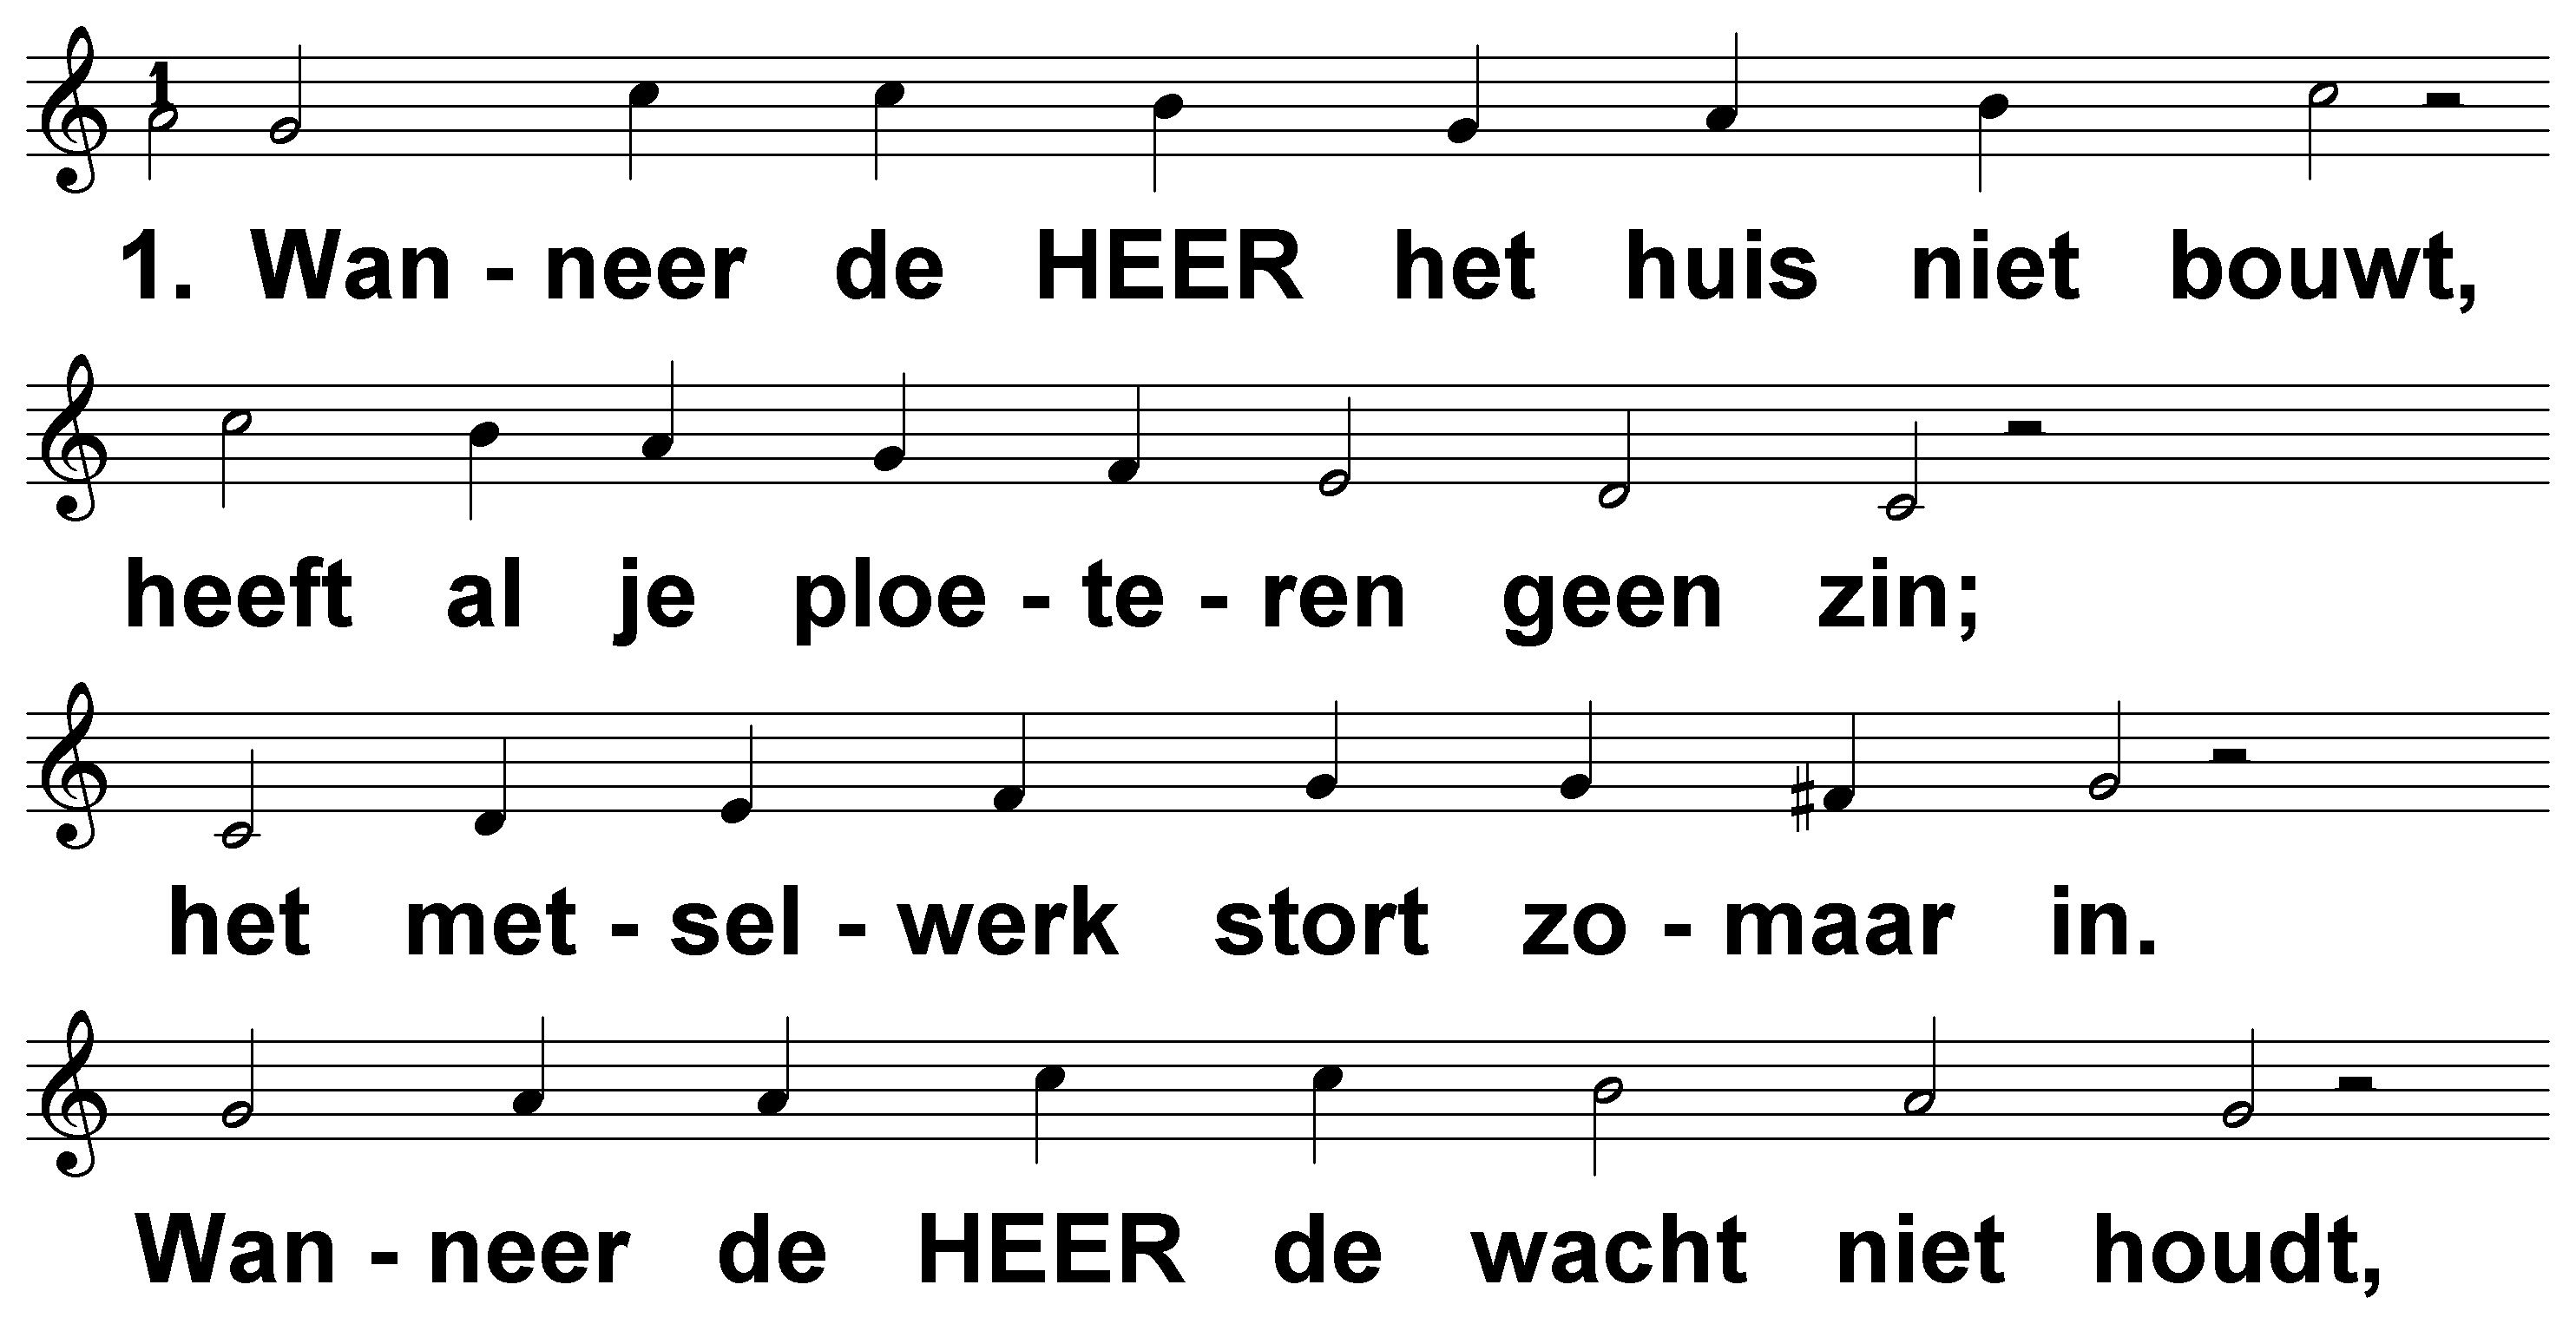 1. Wan - neer de HEER het huis niet bouwt,
heeft al je ploe - te - ren geen zin;
het met - sel - werk stort zo - maar in.
Wan - neer de HEER de wacht niet houdt,